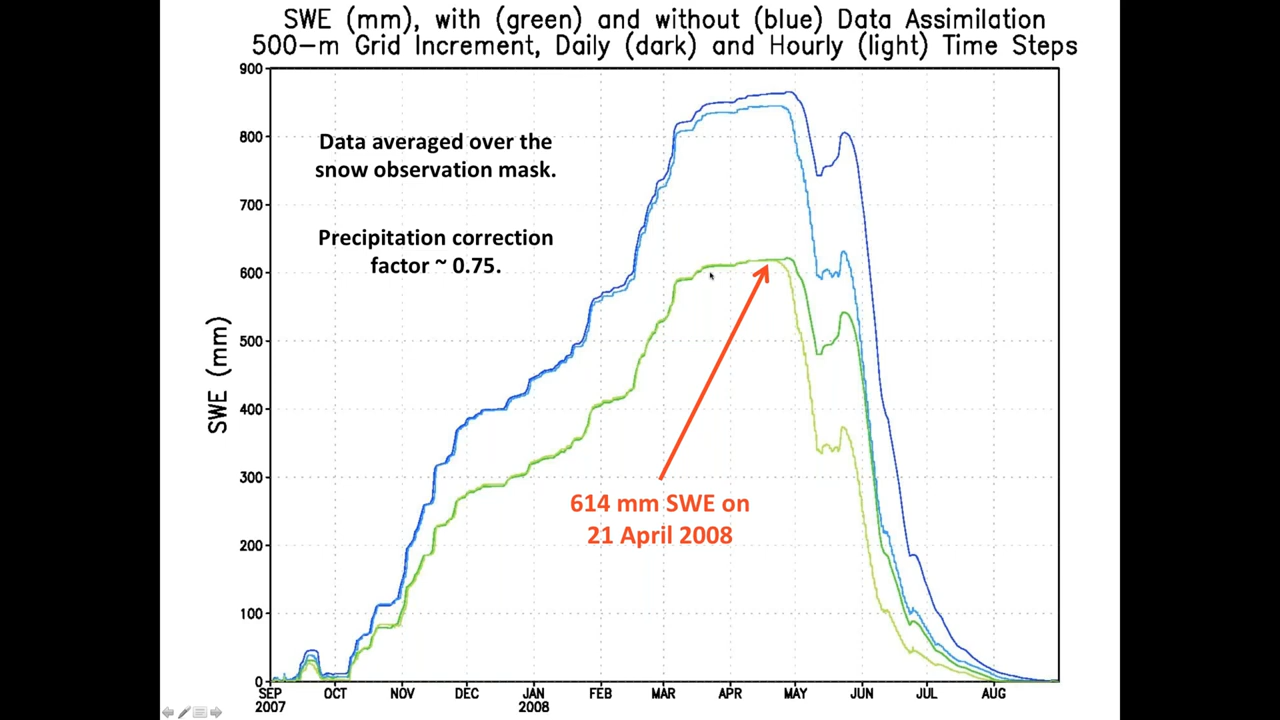 SWE (mm), with (green) and without (blue) Data Assimilation
500-m Grid Increment, Daily (dark) and Hourly (light) Time Steps
900
800
700
600
500
400
300
200
100
0
SWE (mm)
Data averaged over the
snow observation mask.
Precipitation correction
factor ~ 0.75.
614 mm SWE on
21 April 2008
SEP OCT NOV DEC JAN FEB MAR APR MAY JUN JUL AUG
2007 2008